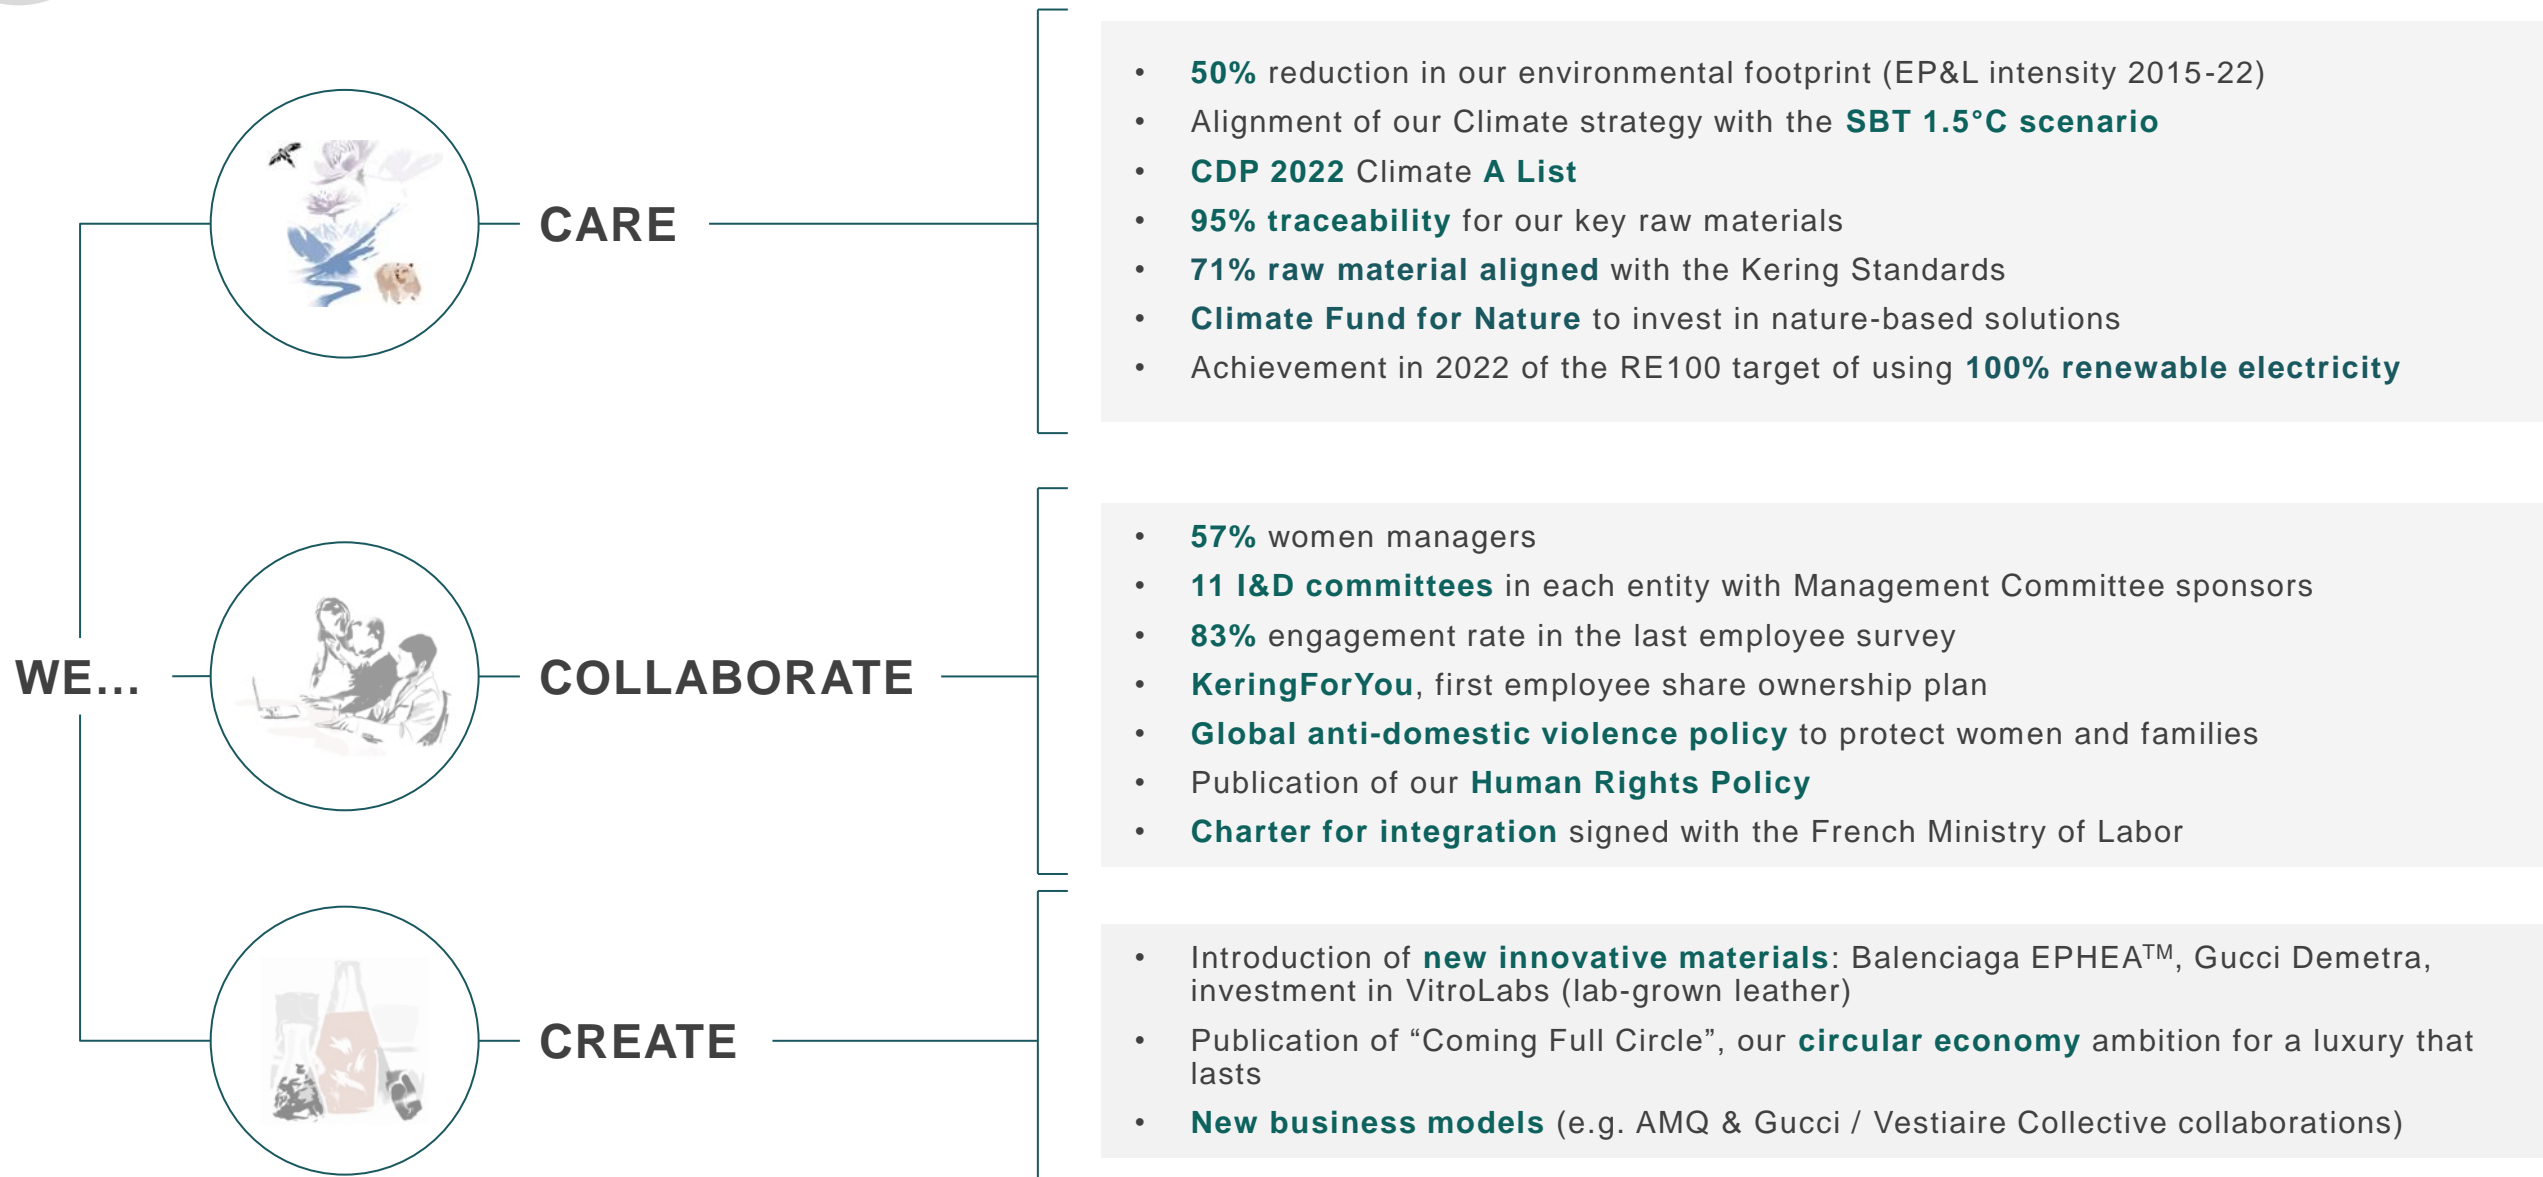 WE...
CARE
• 50% reduction in our environmental footprint (EP&L intensity 2015-22)
• Alignment of our Climate strategy with the SBT 1.5°C scenario
• CDP 2022 Climate A List
• 95% traceability for our key raw materials
• 71% raw material aligned with the Kering Standards
• Climate Fund for Nature to invest in nature-based solutions
• Achievement in 2022 of the RE100 target of using 100% renewable electricity
COLLABORATE
• 57% women managers
• 11 I&D committees in each entity with Management Committee sponsors
• 83% engagement rate in the last employee survey
• KeringForYou, first employee share ownership plan
• Global anti-domestic violence policy to protect women and families
• Publication of our Human Rights Policy
• Charter for integration signed with the French Ministry of Labor
CREATE
• Introduction of new innovative materials: Balenciaga EPHEA™, Gucci Demetra,
investment in VitroLabs (lab-grown leather)
• Publication of “Coming Full Circle”, our circular economy ambition for a luxury that
lasts
• New business models (e.g. AMQ & Gucci / Vestiaire Collective collaborations)